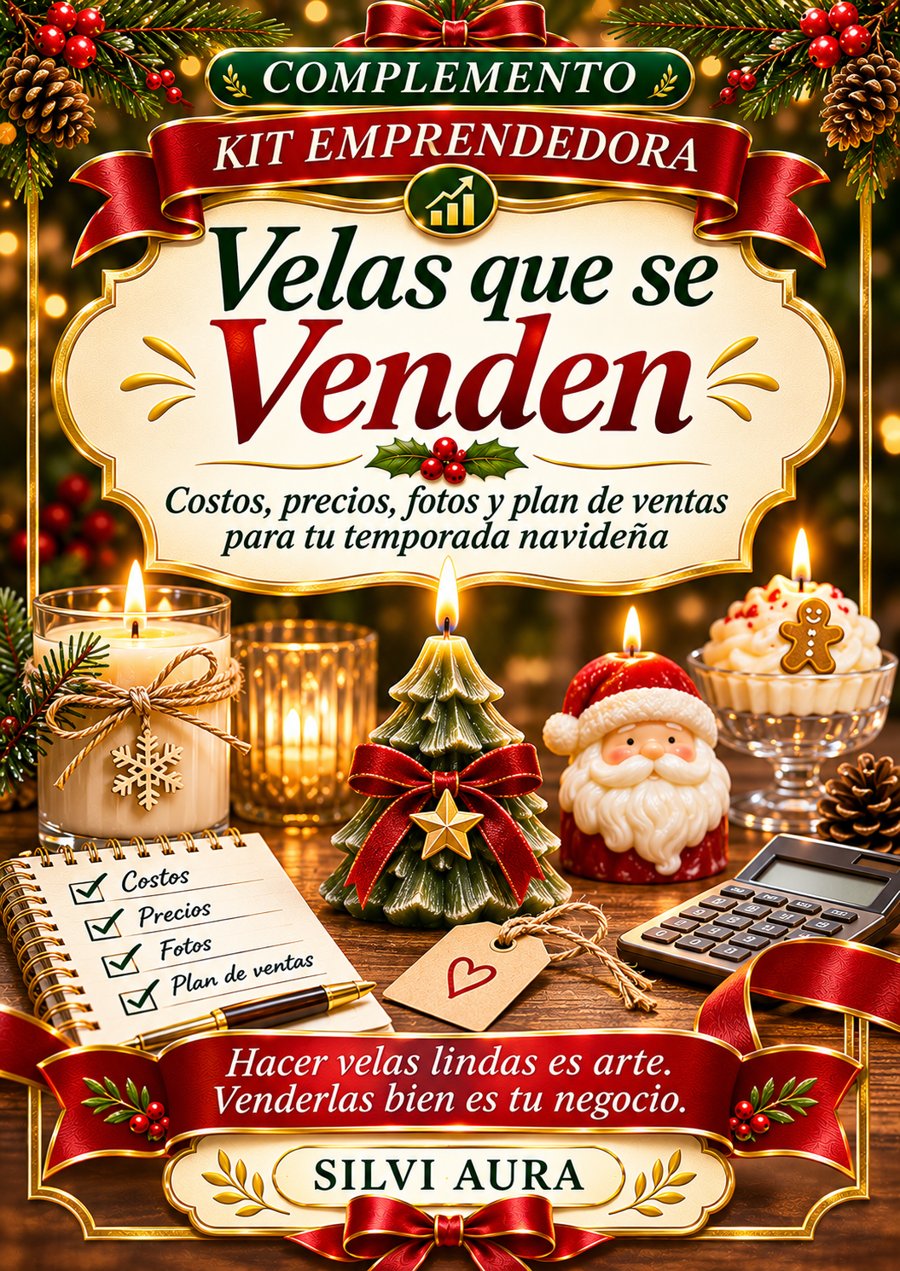 COMPLEMENTO
KIT EMPRENDEDORA
Velas que se
Venden
Costos, precios, fotos y plan de ventas
para tu temporada navideña
Costos
Precios
Fotos
Plan de ventas
Hacer velas lindas es arte.
Venderlas bien es tu negocio.
SILVI AURA